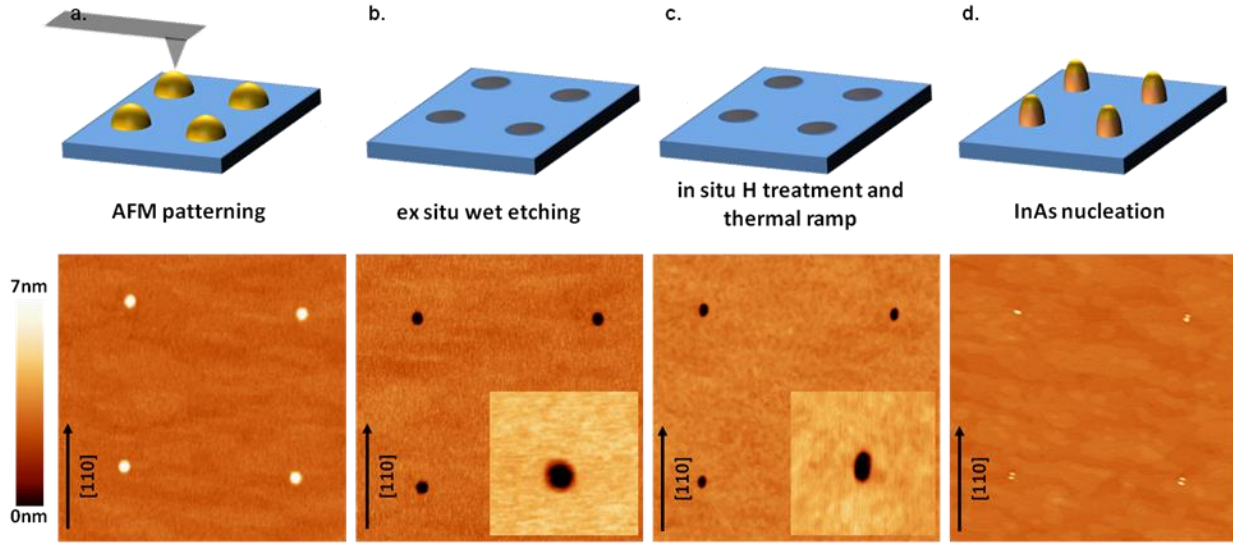 a.
b.
c.
d.
AFM patterning
ex situ wet etching
in situ H treatment and
thermal ramp
InAs nucleation
7nm
0nm
[110]
[110]
[110]
[110]